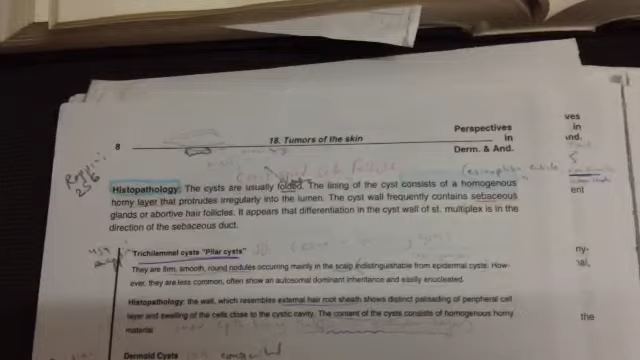 8
18. Tumors of the skin
Perspectives
in
Derm. & And.
Histopathology: The cysts are usually folded. The lining of the cyst consists of a homogenous
horny layer that protrudes irregularly into the lumen. The cyst wall frequently contains sebaceous
glands or abortive hair follicles. It appears that differentiation in the cyst wall of st. multiplex is in the
direction of the sebaceous duct.
Trichilemmel cysts "Pilar cysts"
They are firm, smooth, round nodules occurring mainly in the scalp indistinguishable from epidermal cysts. How-
ever, they are less common, often show an autosomal dominant inheritance and easily enucleated.
Histopathology: the wall, which resembles external hair root sheath shows distinct palisading of peripheral cell
layer and swelling of the cells close to the cystic cavity. The content of the cysts consists of homogenous horny
material
Dermoid Cysts
ves
in
And.
ent
ny-
the